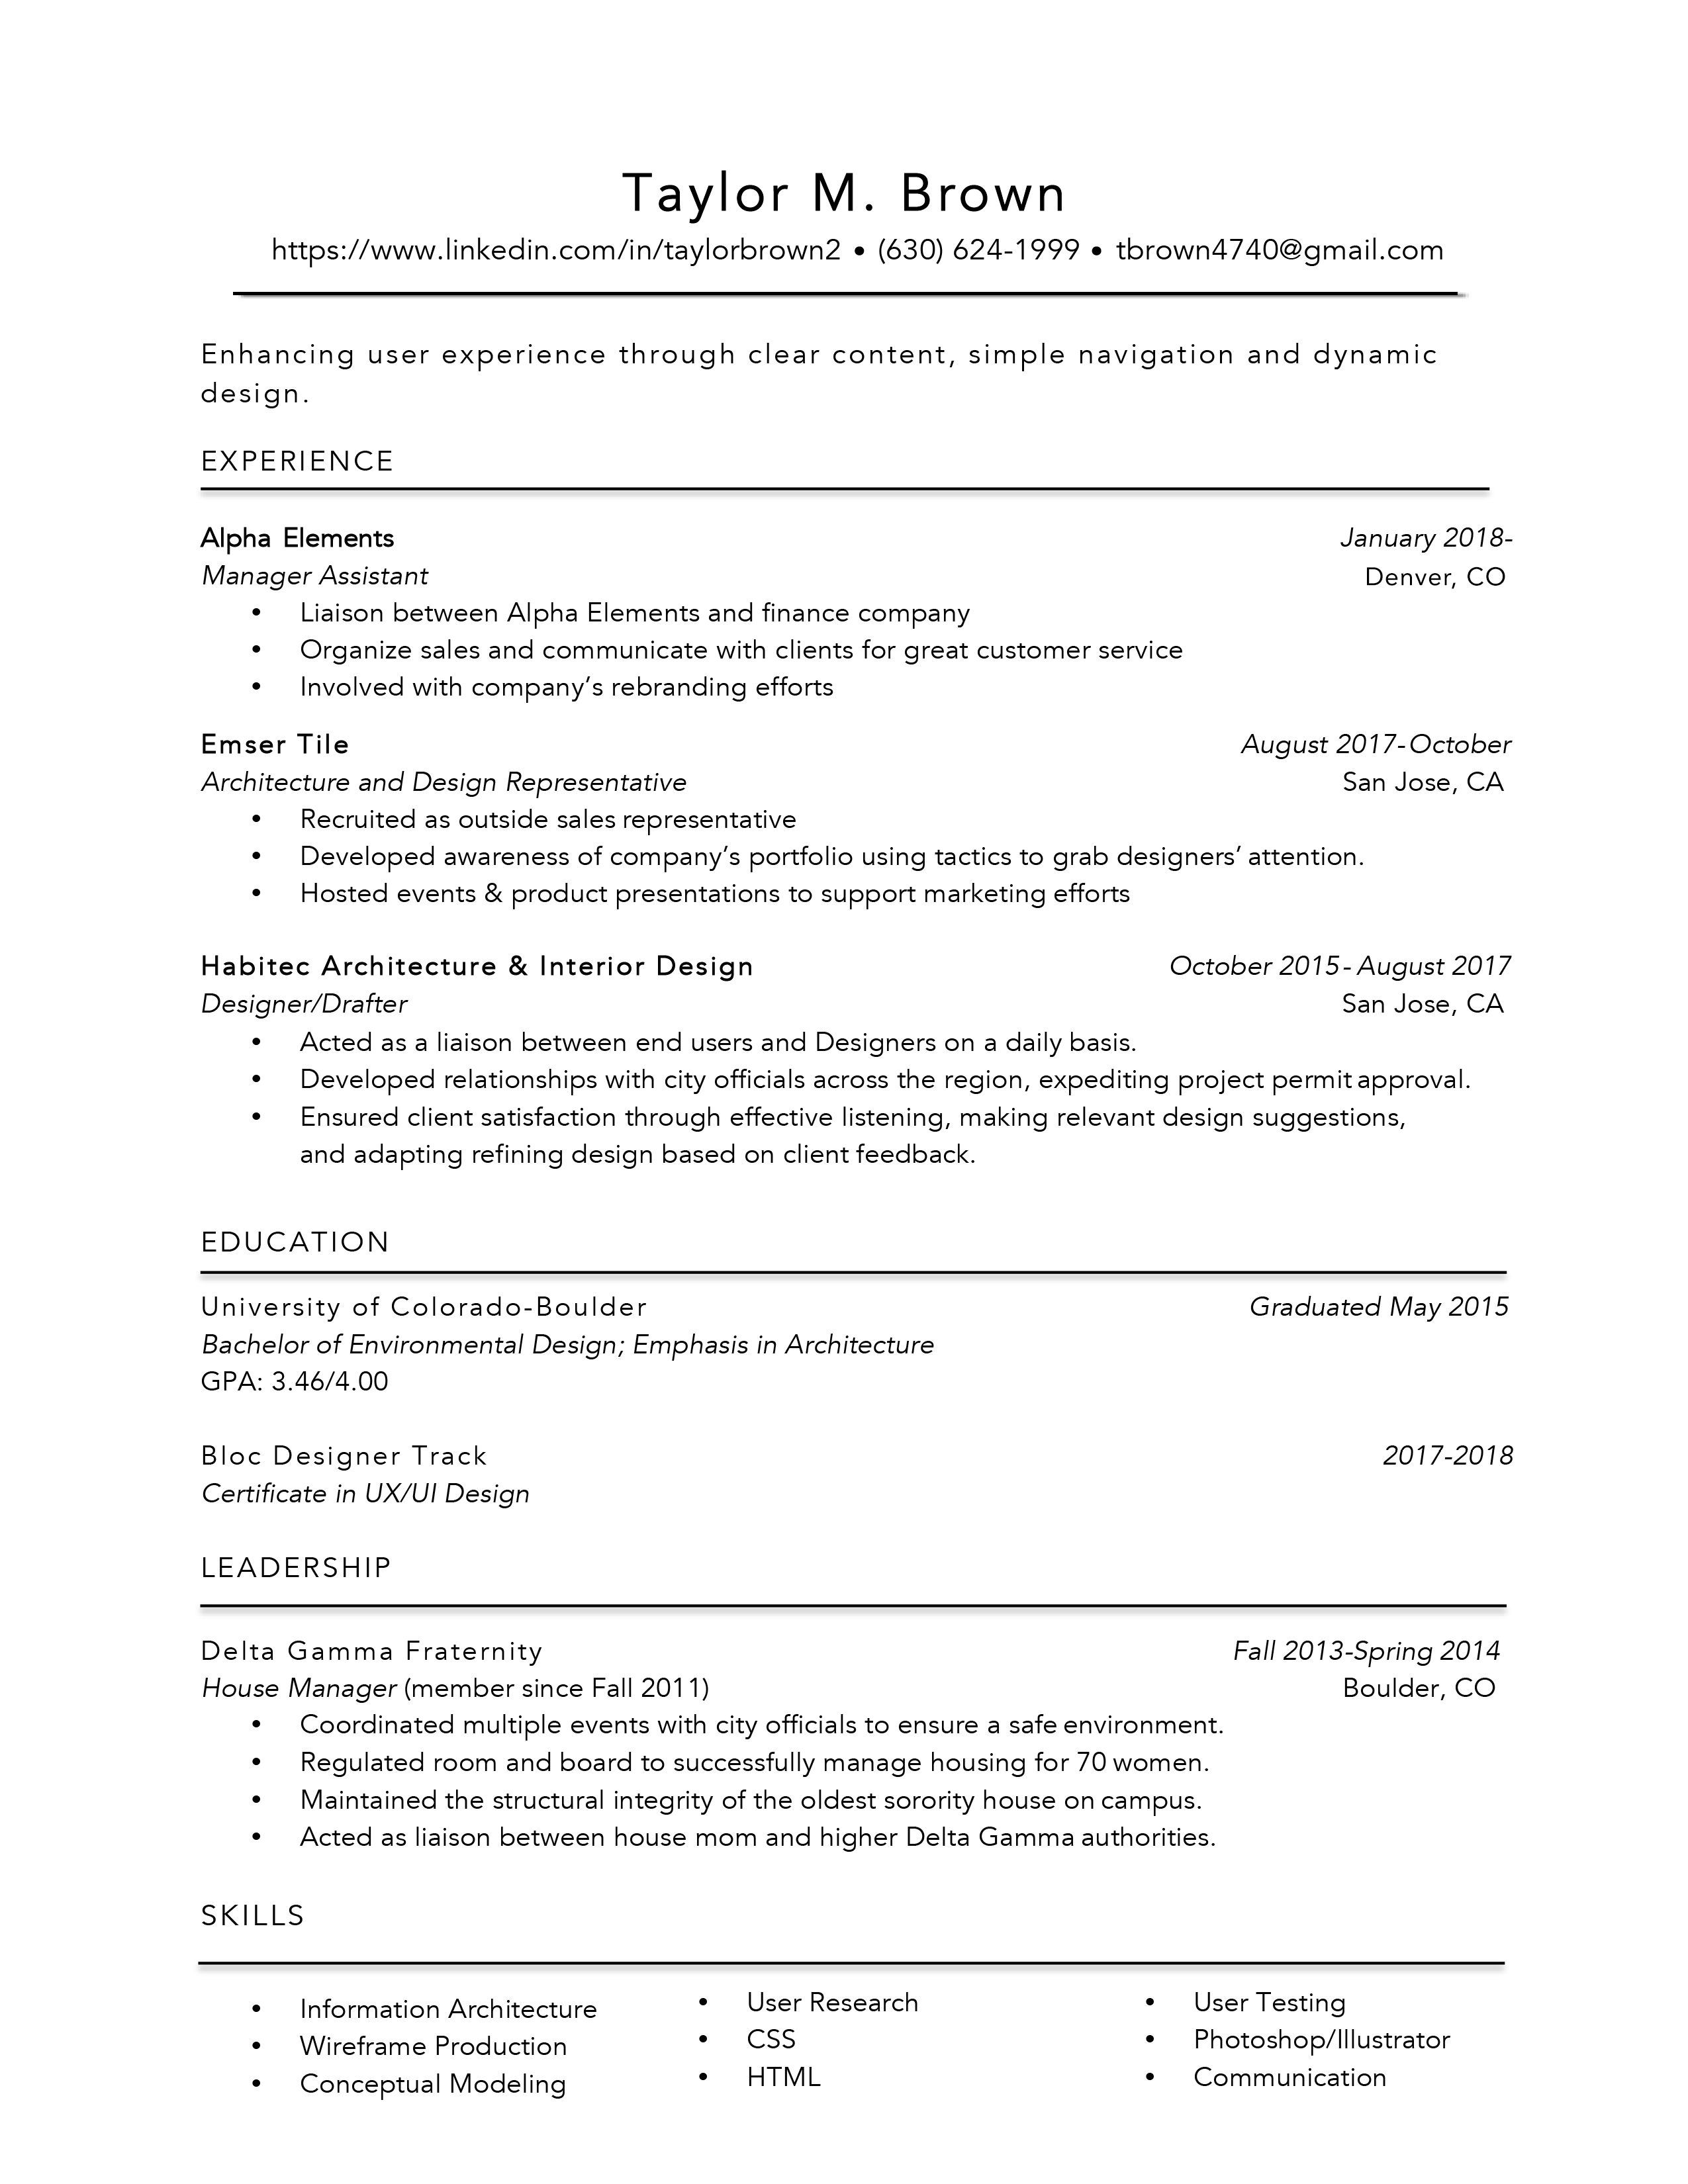 Taylor M. Brown
https://www.linkedin.com/in/taylorbrown2 • (630) 624-1999 • tbrown4740@gmail.com
Enhancing user experience through clear content, simple navigation and dynamic
design.
EXPERIENCE
Alpha Elements January 2018-
Manager Assistant Denver, CO
• Liaison between Alpha Elements and finance company
• Organize sales and communicate with clients for great customer service
• Involved with company’s rebranding efforts
Emser Tile August 2017-October
Architecture and Design Representative San Jose, CA
• Recruited as outside sales representative
• Developed awareness of company’s portfolio using tactics to grab designers’ attention.
• Hosted events & product presentations to support marketing efforts
Habitec Architecture & Interior Design October 2015- August 2017
Designer/Drafter San Jose, CA
• Acted as a liaison between end users and Designers on a daily basis.
• Developed relationships with city officials across the region, expediting project permit approval.
• Ensured client satisfaction through effective listening, making relevant design suggestions,
and adapting refining design based on client feedback.
EDUCATION
University of Colorado-Boulder Graduated May 2015
Bachelor of Environmental Design; Emphasis in Architecture
GPA: 3.46/4.00
Bloc Designer Track 2017-2018
Certificate in UX/UI Design
LEADERSHIP
Delta Gamma Fraternity Fall 2013-Spring 2014
House Manager (member since Fall 2011) Boulder, CO
• Coordinated multiple events with city officials to ensure a safe environment.
• Regulated room and board to successfully manage housing for 70 women.
• Maintained the structural integrity of the oldest sorority house on campus.
• Acted as liaison between house mom and higher Delta Gamma authorities.
SKILLS
• Information Architecture
• Wireframe Production
• Conceptual Modeling
• User Research
• CSS
• HTML
• User Testing
• Photoshop/Illustrator
• Communication